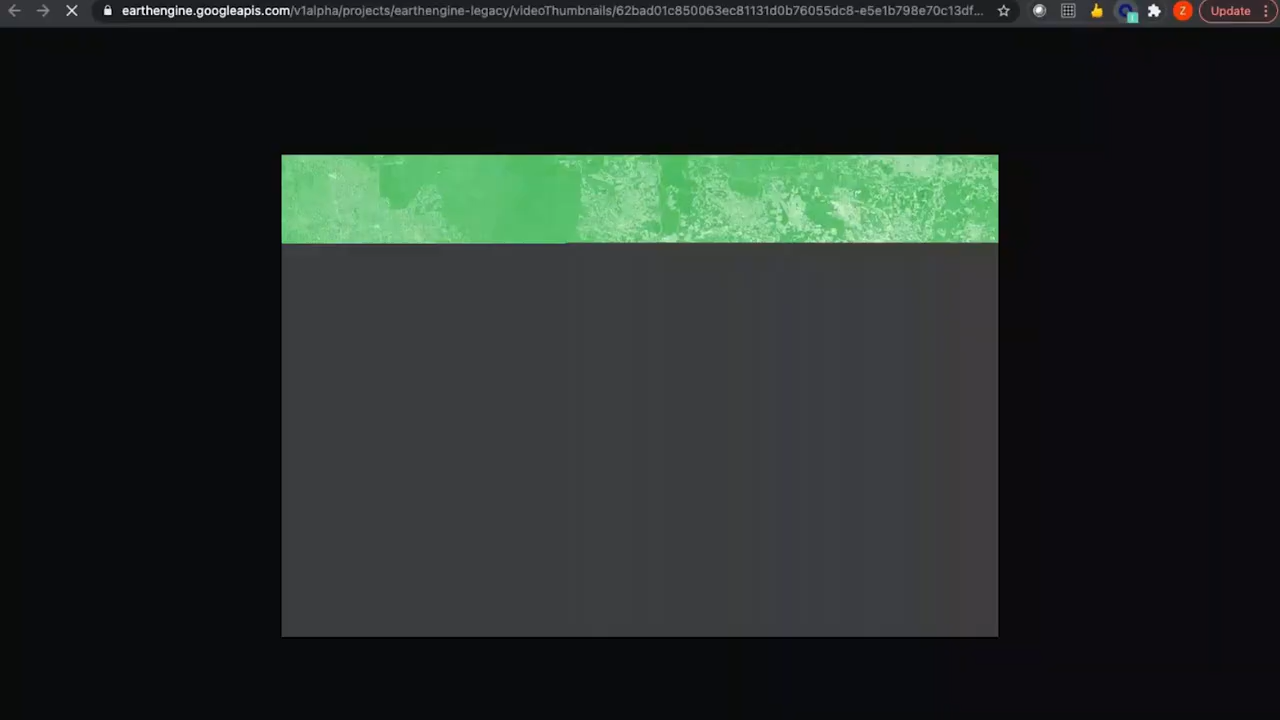 earthengine.googleapis.com/v1alpha/projects/earthengine-legacy/videoThumbnails/62bad01c850063ec81131d0b76055dc8-e5e1b798e70c13df...
Z
Update